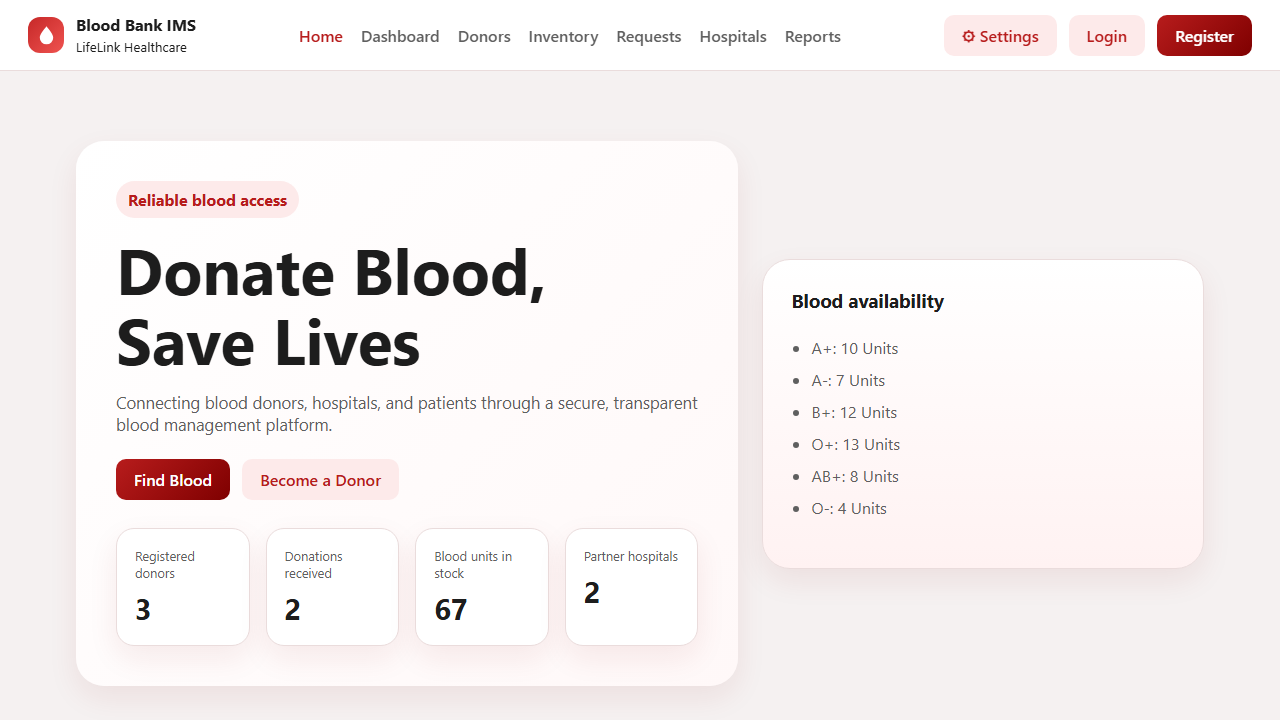 Blood Bank IMS
LifeLink Healthcare
Home
Dashboard
Donors
Inventory
Requests
Hospitals
Reports
⚙ Settings
Login
Register
Reliable blood access
Donate Blood,
Save Lives
Connecting blood donors, hospitals, and patients through a secure, transparent
blood management platform.
Find Blood
Become a Donor
Registered
donors
3
Donations
received
2
Blood units in
stock
67
Partner hospitals
2
Blood availability
• A+: 10 Units
• A-: 7 Units
• B+: 12 Units
• O+: 13 Units
• AB+: 8 Units
• O-: 4 Units